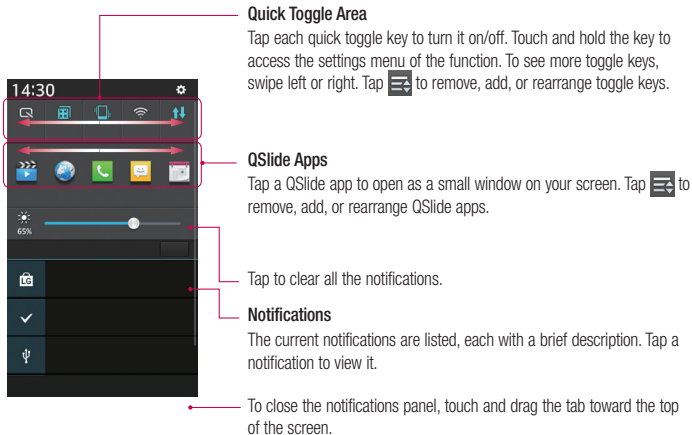 Quick Toggle Area
Tap each quick toggle key to turn it on/off. Touch and hold the key to
access the settings menu of the function. To see more toggle keys,
swipe left or right. Tap to remove, add, or rearrange toggle keys.
14:30
QSlide Apps
Tap a QSlide app to open as a small window on your screen. Tap to
remove, add, or rearrange QSlide apps.
65%
Tap to clear all the notifications.
LG
Notifications
The current notifications are listed, each with a brief description. Tap a
notification to view it.
To close the notifications panel, touch and drag the tab toward the top
of the screen.